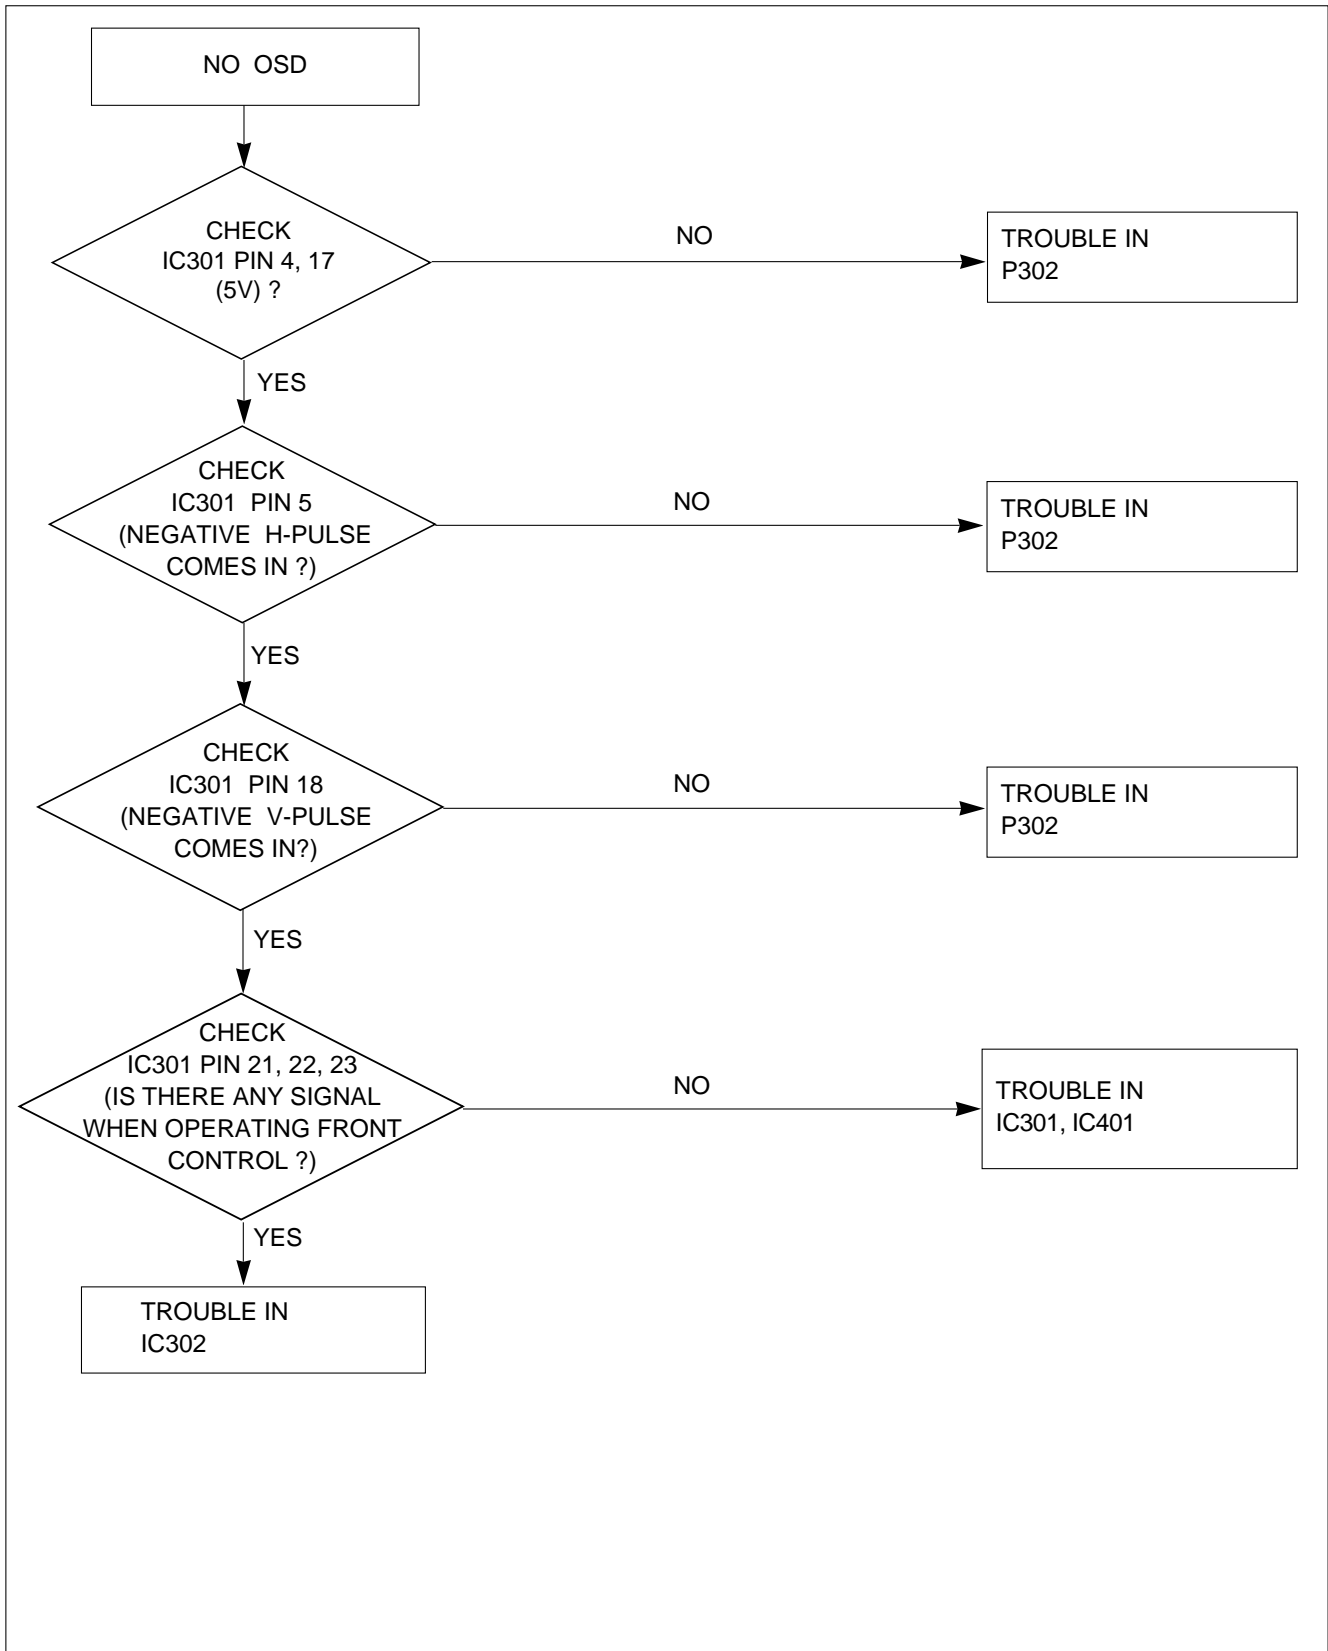 NO OSD
CHECK
IC301 PIN 4, 17
(5V) ?
NO
TROUBLE IN
P302
YES
CHECK
IC301 PIN 5
(NEGATIVE H-PULSE
COMES IN ?)
NO
TROUBLE IN
P302
YES
CHECK
IC301 PIN 18
(NEGATIVE V-PULSE
COMES IN?)
NO
TROUBLE IN
P302
YES
CHECK
IC301 PIN 21, 22, 23
(IS THERE ANY SIGNAL
WHEN OPERATING FRONT
CONTROL ?)
NO
TROUBLE IN
IC301, IC401
YES
TROUBLE IN
IC302